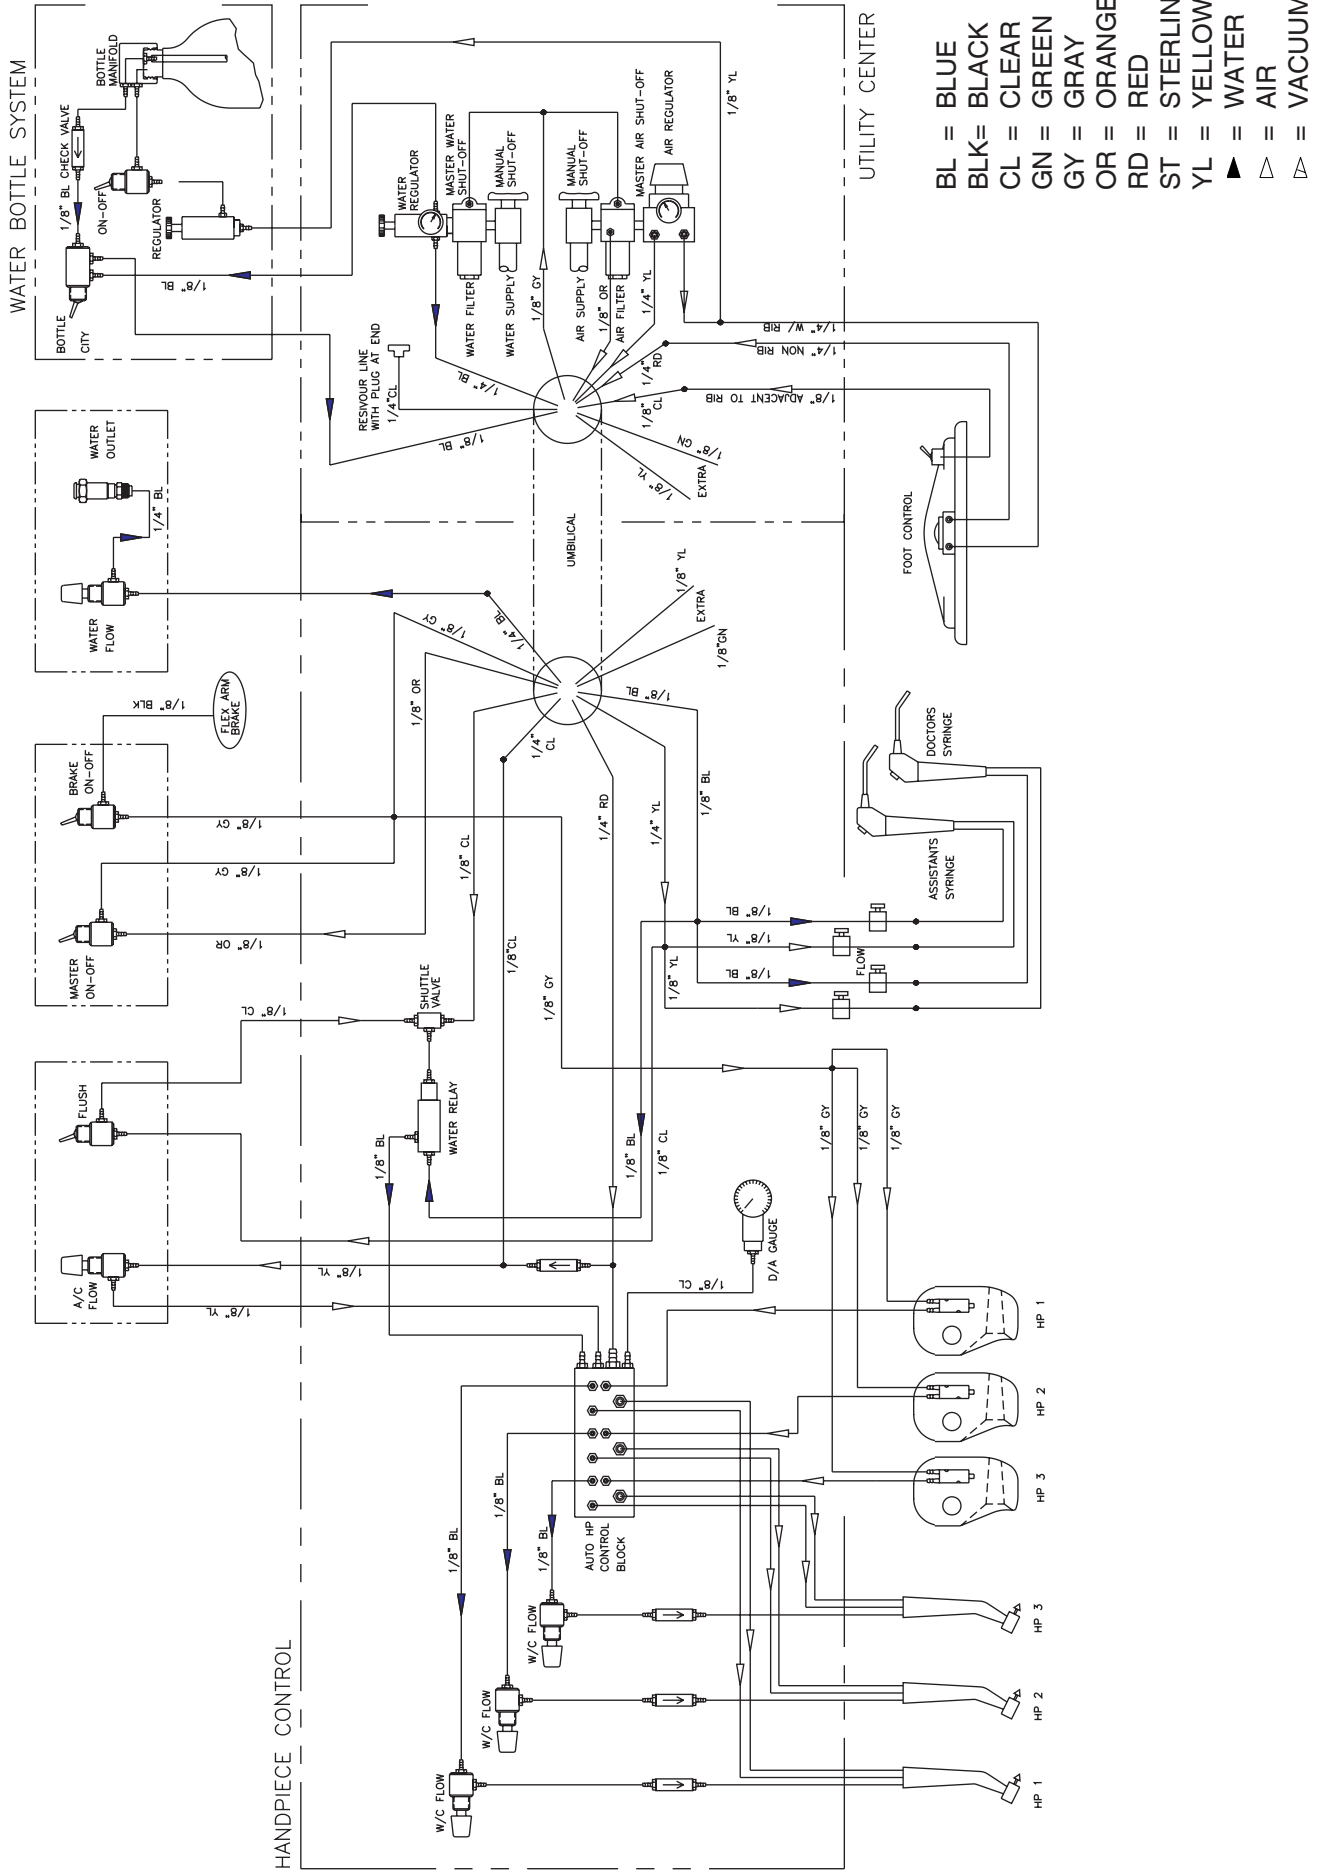 WATER BOTTLE SYSTEM
BOTTLE
MANIFOLD
1/8" BL CHECK VALVE
ON-OFF
REGULATOR
BOTTLE
CITY
1/8" BL
UTILITY CENTER
WATER
REGULATOR
MASTER WATER
SHUT-OFF
MANUAL
SHUT-OFF
MANUAL
SHUT-OFF
MASTER AIR SHUT-OFF
AIR REGULATOR
1/8" YL
WATER FILTER
WATER SUPPLY
1/8" GY
AIR SUPPLY
1/8" OR
AIR FILTER
1/4" YL
RESIVOUR LINE
WITH PLUG AT END
1/4"CL
1/4" BL
1/8" BL
1/4" RD
1/8" CL
1/8" GN
1/8" YL
EXTRA
1/4" W/ RIB
1/4" NON RIB
1/8" ADJACENT TO RIB
FOOT CONTROL
UMBILICAL
WATER
OUTLET
1/4" BL
WATER
FLOW
1/4" BL
1/8" GY
1/8" OR
1/8" YL
EXTRA
1/8"GN
1/8" BL
1/4"
CL
FLEX ARM
BRAKE
1/8" BLK
BRAKE
ON-OFF
1/8" GY
1/8" GY
MASTER
ON-OFF
1/8" OR
1/8" CL
1/4" RD
1/4" YL
1/8" BL
DOCTORS
SYRINGE
ASSISTANTS
SYRINGE
1/8" BL
1/8" YL
FLOW
1/8" BL
1/8" YL
1/8"CL
1/8" GY
1/8" CL
SHUTTLE
VALVE
WATER RELAY
FLUSH
1/8" BL
1/8" BL
1/8" CL
1/8" GY
1/8" GY
1/8" GY
A/C
FLOW
1/8" YL
1/8" YL
1/8" CL
D/A GAUGE
HP 1
HP 2
HP 3
AUTO HP
CONTROL
BLOCK
1/8" BL
1/8" BL
1/8" BL
W/C FLOW
W/C FLOW
W/C FLOW
HP 3
HP 2
HP 1
HANDPIECE CONTROL
BL = BLUE
BLK= BLACK
CL = CLEAR
GN = GREEN
GY = GRAY
OR = ORANGE
RD = RED
ST = STERLIN
YL = YELLOW
= WATER
= AIR
= VACUUM